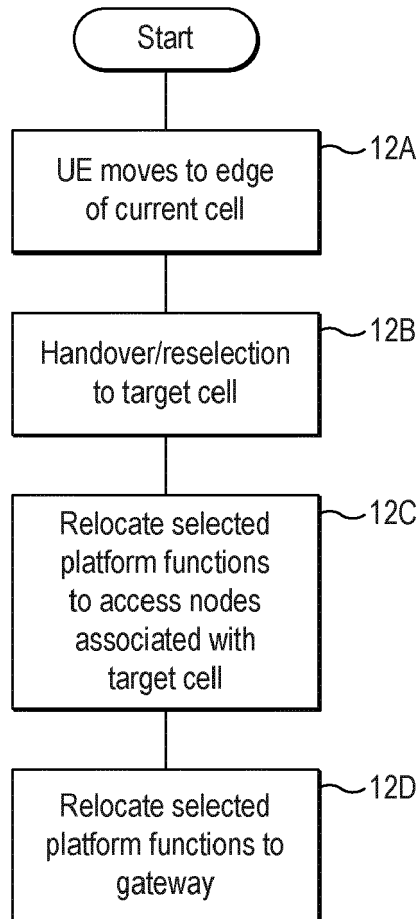 Start
12A
UE moves to edge
of current cell
12B
Handover/reselection
to target cell
12C
Relocate selected
platform functions
to access nodes
associated with
target cell
12D
Relocate selected
platform functions to
gateway